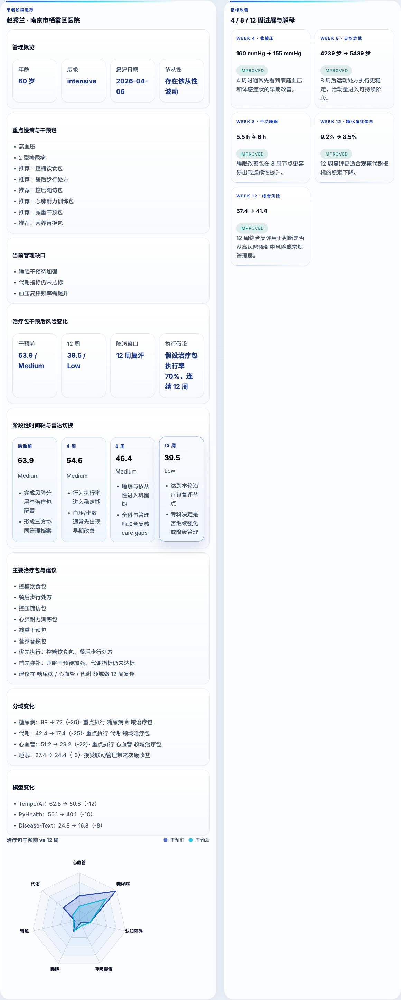 患者阶段追踪
赵秀兰 · 南京市栖霞区医院
管理概览
年龄
60 岁
层级
intensive
复评日期
2026-04-
06
依从性
存在依从性
波动
重点慢病与干预包
• 高血压
• 2 型糖尿病
• 推荐：控糖饮食包
• 推荐：餐后步行处方
• 推荐：控压随访包
• 推荐：心肺耐力训练包
• 推荐：减重干预包
• 推荐：营养替换包
当前管理缺口
• 睡眠干预待加强
• 代谢指标仍未达标
• 血压复评频率需提升
治疗包干预后风险变化
干预前
63.9 /
Medium
12 周
39.5 /
Low
随访窗口
12 周复评
执行假设
假设治疗包
执行率
70%，连
续 12 周
阶段性时间轴与雷达切换
启动前
63.9
Medium
• 完成风险分
层与治疗包
配置
• 形成三方协
同管理档案
4 周
54.6
Medium
• 行为执行率
进入稳定期
• 血压/步数
通常先出现
早期改善
8 周
46.4
Medium
• 睡眠与依从
性进入巩固
期
• 全科与管理
师联合复核
care gaps
12 周
39.5
Low
• 达到本轮治
疗包复评节
点
• 专科决定是
否继续强化
或降级管理
主要治疗包与建议
• 控糖饮食包
• 餐后步行处方
• 控压随访包
• 心肺耐力训练包
• 减重干预包
• 营养替换包
• 优先执行：控糖饮食包、餐后步行处方
• 首先弥补：睡眠干预待加强、代谢指标仍未达标
• 建议在 糖尿病 / 心血管 / 代谢 领域做 12 周复评
分域变化
• 糖尿病：98 → 72（-26）· 重点执行 糖尿病 领域治疗包
• 代谢：42.4 → 17.4（-25）· 重点执行 代谢 领域治疗包
• 心血管：51.2 → 29.2（-22）· 重点执行 心血管 领域治疗包
• 睡眠：27.4 → 24.4（-3）· 接受联动管理带来次级收益
模型变化
• TemporAI：62.8 → 50.8（-12）
• PyHealth：50.1 → 40.1（-10）
• Disease-Text：24.8 → 16.8（-8）
治疗包干预前 vs 12 周
干预前
干预后
心血管
代谢
糖尿病
肾脏
认知障碍
睡眠
呼吸慢病
指标改善
4 / 8 / 12 周进展与解释
WEEK 4 · 收缩压
160 mmHg → 155 mmHg
IMPROVED
4 周时通常先看到家庭血压
和体感症状的早期改善。
WEEK 8 · 日均步数
4239 步 → 5439 步
IMPROVED
8 周后运动处方执行更稳
定，活动量进入可持续阶
段。
WEEK 8 · 平均睡眠
5.5 h → 6 h
IMPROVED
睡眠改善包在 8 周节点更容
易出现连续性提升。
WEEK 12 · 糖化血红蛋白
9.2% → 8.5%
IMPROVED
12 周复评更适合观察代谢指
标的稳定下降。
WEEK 12 · 综合风险
57.4 → 41.4
IMPROVED
12 周综合复评用于判断是否
从高风险降到中风险或常规
管理层。